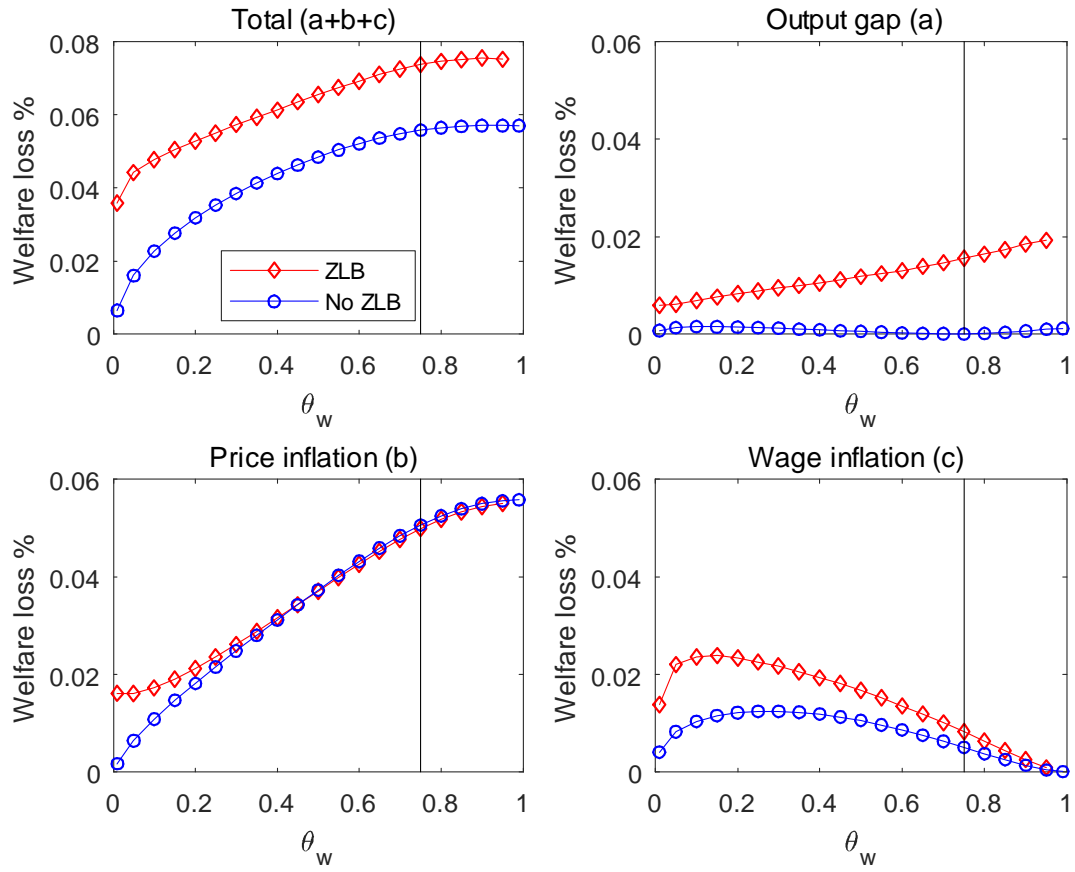 Total (a+b+c)
Welfare loss %
0.08
0.06
0.04
0.02
0
ZLB
No ZLB
0 0.2 0.4 0.6 0.8 1
θ_w
Output gap (a)
Welfare loss %
0.06
0.04
0.02
0
0 0.2 0.4 0.6 0.8 1
θ_w
Price inflation (b)
Welfare loss %
0.06
0.04
0.02
0
0 0.2 0.4 0.6 0.8 1
θ_w
Wage inflation (c)
Welfare loss %
0.06
0.04
0.02
0
0 0.2 0.4 0.6 0.8 1
θ_w